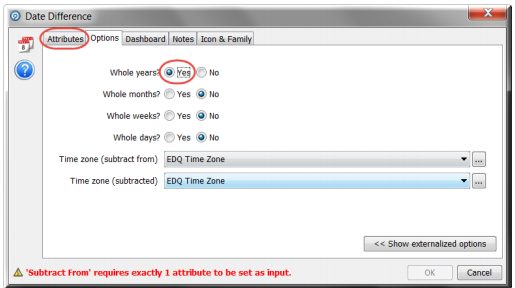 Date Difference
Attributes Options Dashboard Notes Icon & Family
8
?
Whole years? Yes No
Whole months? Yes No
Whole weeks? Yes No
Whole days? Yes No
Time zone (subtract from) EDQ Time Zone ...
Time zone (subtracted) EDQ Time Zone ...
<< Show externalized options
'Subtract From' requires exactly 1 attribute to be set as input. OK Cancel